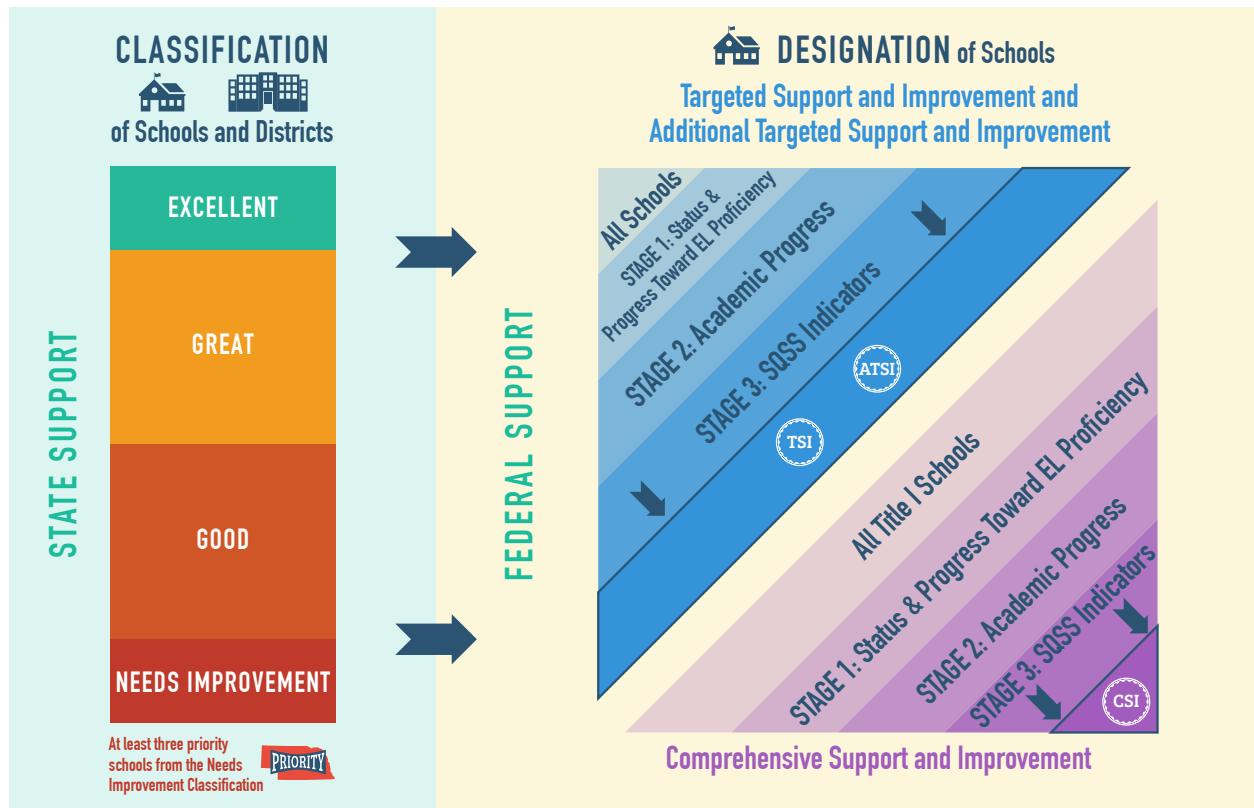 CLASSIFICATION
of Schools and Districts
STATE SUPPORT
EXCELLENT
GREAT
GOOD
NEEDS IMPROVEMENT
At least three priority
schools from the Needs
Improvement Classification
PRIORITY
FEDERAL SUPPORT
DESIGNATION of Schools
Targeted Support and Improvement and
Additional Targeted Support and Improvement
All Schools
STAGE 1: Status &
Progress Toward EL Proficiency
STAGE 2: Academic Progress
STAGE 3: SQSS Indicators
ATSI
TSI
All Title I Schools
STAGE 1: Status & Progress Toward EL Proficiency
STAGE 2: Academic Progress
STAGE 3: SQSS Indicators
CSI
Comprehensive Support and Improvement